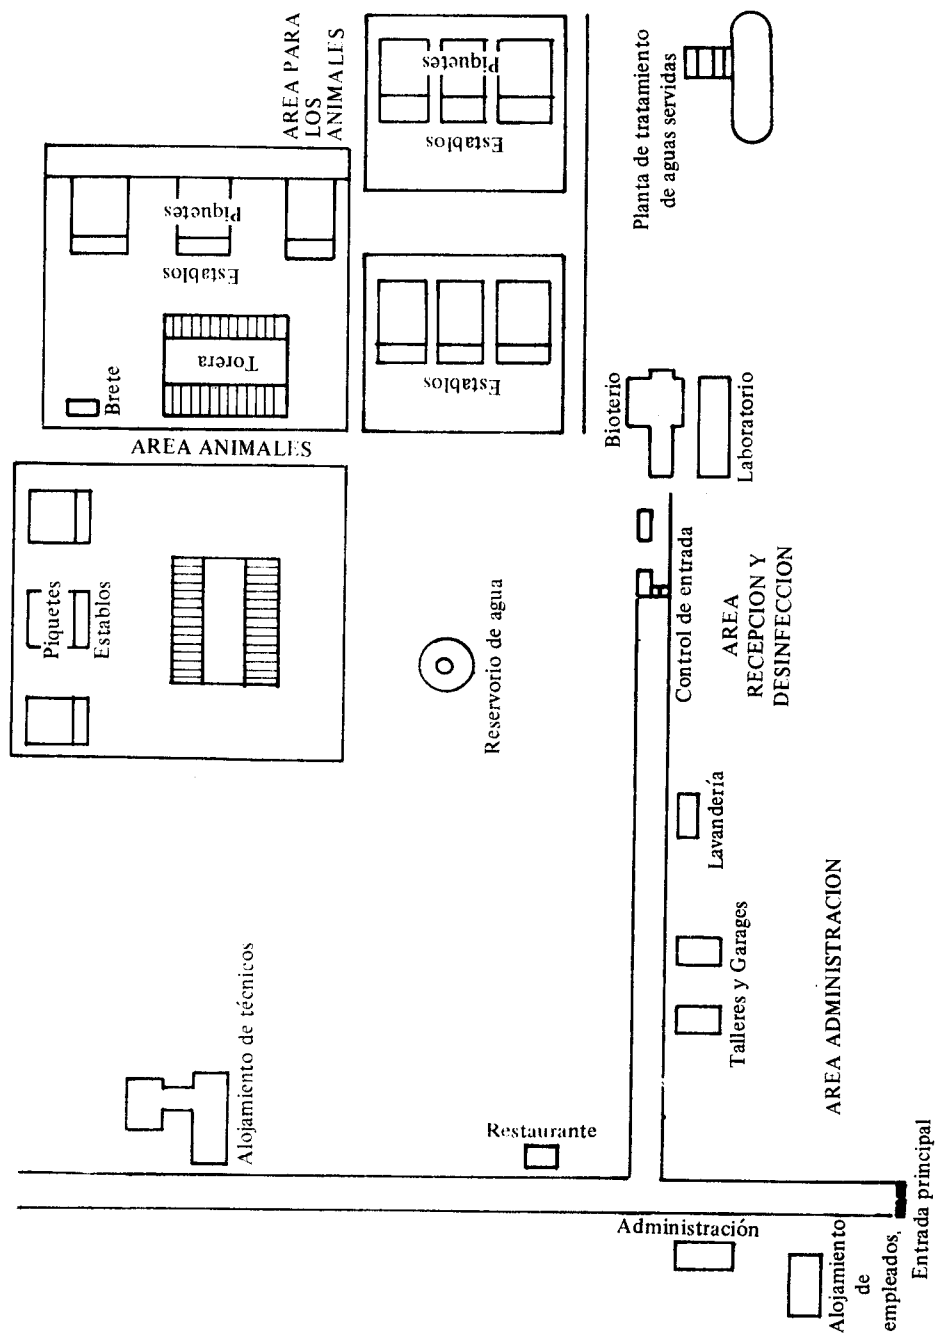 AREA PARA
LOS
ANIMALES
Piquetes
Establos
Piquetes
Establos
Torera
Brete
Establos
AREA ANIMALES
Piquetes
Establos
Planta de tratamiento
de aguas servidas
Bioterio
Laboratorio
Reservorio de agua
Control de entrada
AREA
RECEPCION Y
DESINFECCION
Lavandería
Talleres y Garages
AREA ADMINISTRACION
Alojamiento de técnicos
Restaurante
Administración
Alojamiento
de
empleados,
Entrada principal